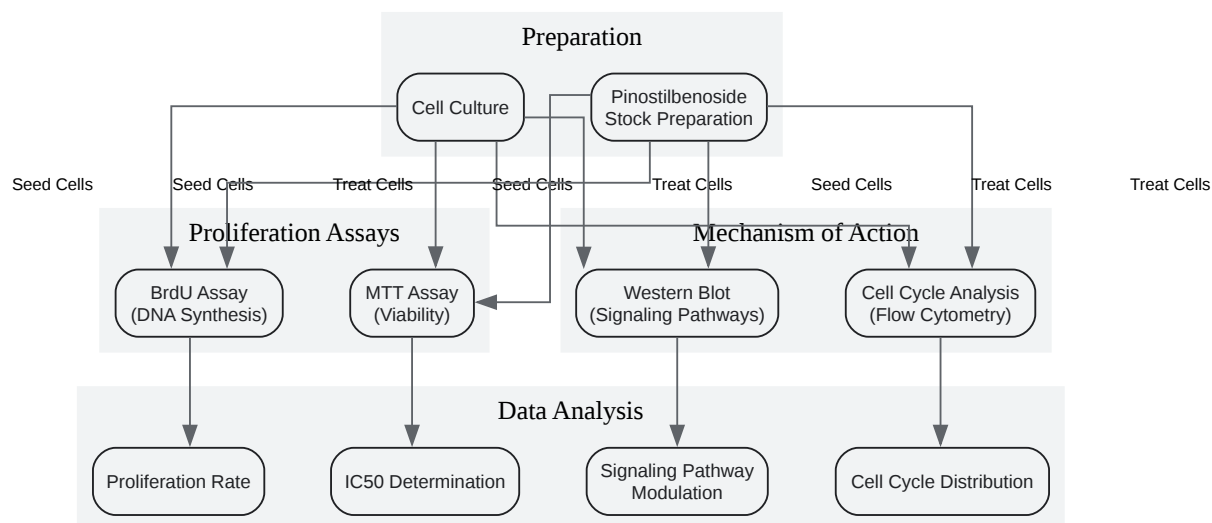 Preparation
Cell Culture
Pinostilbenoside
Stock Preparation
Seed Cells
Seed Cells
Treat Cells
Seed Cells
Treat Cells
Seed Cells
Treat Cells
Treat Cells
Proliferation Assays
Mechanism of Action
BrdU Assay
(DNA Synthesis)
MTT Assay
(Viability)
Western Blot
(Signaling Pathways)
Cell Cycle Analysis
(Flow Cytometry)
Data Analysis
Proliferation Rate
IC50 Determination
Signaling Pathway
Modulation
Cell Cycle Distribution